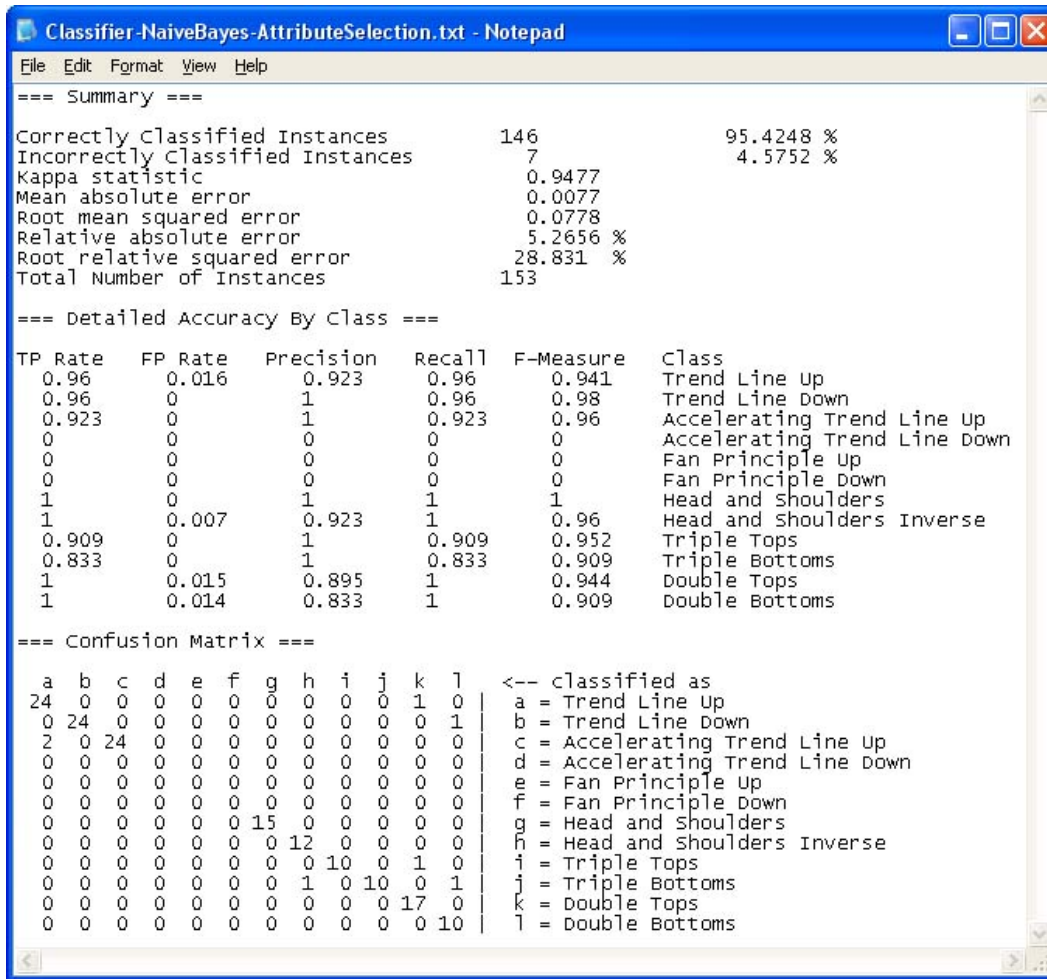 Classifier-NaiveBayes-AttributeSelection.txt - Notepad
File Edit Format View Help
=== Summary ===
Correctly Classified Instances 146 95.4248 %
Incorrectly Classified Instances 7 4.5752 %
Kappa statistic 0.9477
Mean absolute error 0.0077
Root mean squared error 0.0778
Relative absolute error 5.2656 %
Root relative squared error 28.831 %
Total Number of Instances 153
=== Detailed Accuracy By Class ===
TP Rate FP Rate Precision Recall F-Measure Class
0.96 0.016 0.923 0.96 0.941 Trend Line Up
0.96 0 1 0.96 0.98 Trend Line Down
0.923 0 1 0.923 0.96 Accelerating Trend Line Up
0 0 0 0 0 Accelerating Trend Line Down
0 0 0 0 0 Fan Principle Up
0 0 0 0 0 Fan Principle Down
1 0 1 1 1 Head and Shoulders
1 0.007 0.923 1 0.96 Head and Shoulders Inverse
0.909 0 1 0.909 0.952 Triple Tops
0.833 0 1 0.833 0.909 Triple Bottoms
1 0.015 0.895 1 0.944 Double Tops
1 0.014 0.833 1 0.909 Double Bottoms
=== Confusion Matrix ===
a b c d e f g h i j k l <-- classified as
24 0 0 0 0 0 0 0 0 0 1 0 | a = Trend Line Up
0 24 0 0 0 0 0 0 0 0 0 1 | b = Trend Line Down
2 0 24 0 0 0 0 0 0 0 0 0 | c = Accelerating Trend Line Up
0 0 0 0 0 0 0 0 0 0 0 0 | d = Accelerating Trend Line Down
0 0 0 0 0 0 0 0 0 0 0 0 | e = Fan Principle Up
0 0 0 0 0 0 0 0 0 0 0 0 | f = Fan Principle Down
0 0 0 0 0 0 15 0 0 0 0 0 | g = Head and Shoulders
0 0 0 0 0 0 0 12 0 0 0 0 | h = Head and Shoulders Inverse
0 0 0 0 0 0 0 0 10 0 1 0 | i = Triple Tops
0 0 0 0 0 0 0 1 0 10 0 1 | j = Triple Bottoms
0 0 0 0 0 0 0 0 0 0 17 0 | k = Double Tops
0 0 0 0 0 0 0 0 0 0 0 10 | l = Double Bottoms